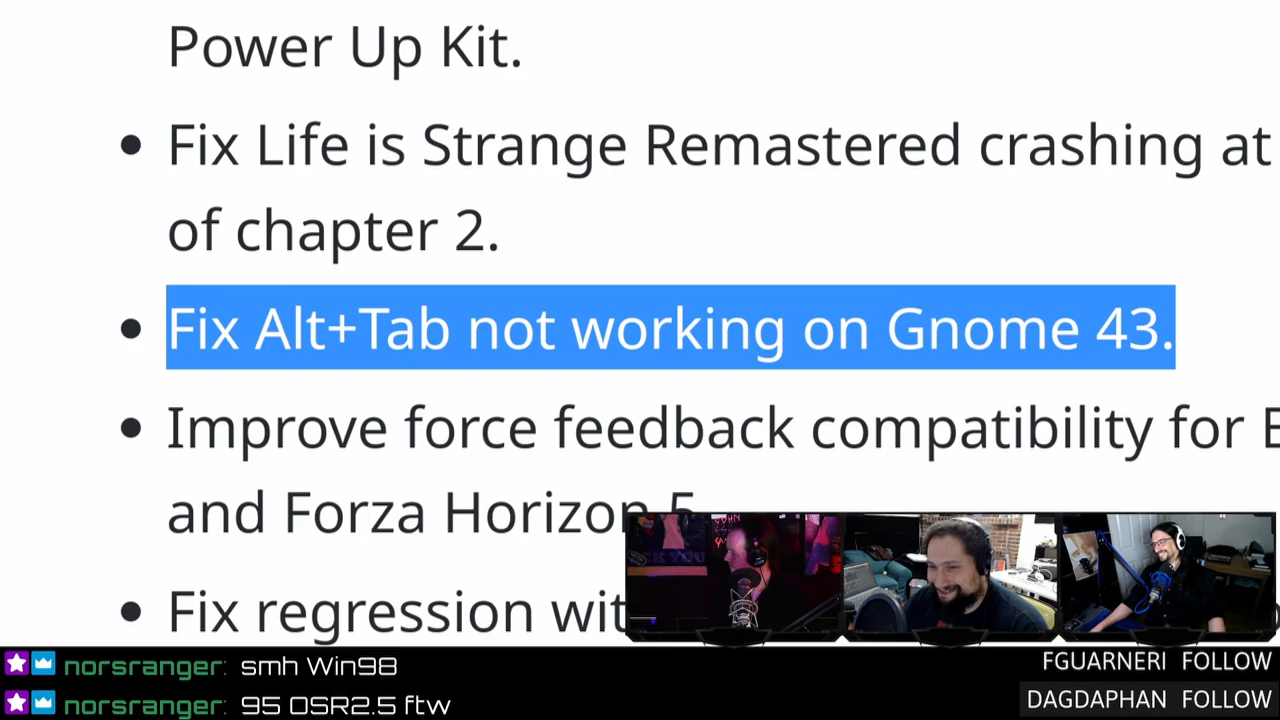 Power Up Kit.
• Fix Life is Strange Remastered crashing at
of chapter 2.
• Fix Alt+Tab not working on Gnome 43.
• Improve force feedback compatibility for
and Forza Horizon 5
• Fix regression
norsranger: smh Win98
norsranger: 95 OSR2.5 ftw
FGUARNERI FOLLOW
DAGDAPHAN FOLLOW